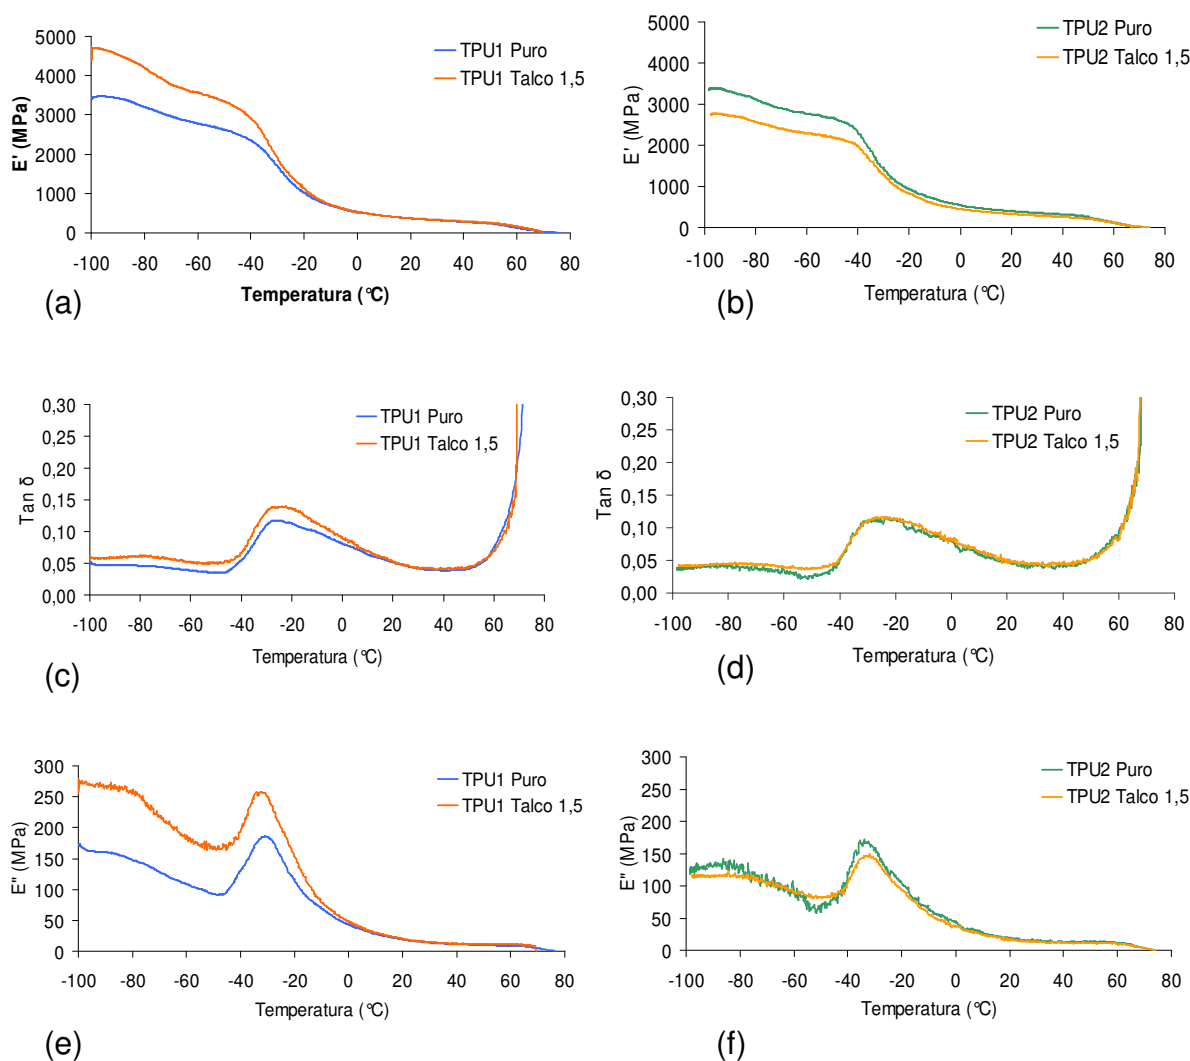 E' (MPa)
5000
4000
3000
2000
1000
0
-100 -80 -60 -40 -20 0 20 40 60 80
Temperatura (°C)
TPU1 Puro
TPU1 Talco 1,5
(a)
E' (MPa)
5000
4000
3000
2000
1000
0
-100 -80 -60 -40 -20 0 20 40 60 80
Temperatura (°C)
TPU2 Puro
TPU2 Talco 1,5
(b)
Tan δ
0,30
0,25
0,20
0,15
0,10
0,05
0,00
-100 -80 -60 -40 -20 0 20 40 60 80
Temperatura (°C)
TPU1 Puro
TPU1 Talco 1,5
(c)
Tan δ
0,30
0,25
0,20
0,15
0,10
0,05
0,00
-100 -80 -60 -40 -20 0 20 40 60 80
Temperatura (°C)
TPU2 Puro
TPU2 Talco 1,5
(d)
E" (MPa)
300
250
200
150
100
50
0
-100 -80 -60 -40 -20 0 20 40 60 80
Temperatura (°C)
TPU1 Puro
TPU1 Talco 1,5
(e)
E" (MPa)
300
250
200
150
100
50
0
-100 -80 -60 -40 -20 0 20 40 60 80
Temperatura (°C)
TPU2 Puro
TPU2 Talco 1,5
(f)